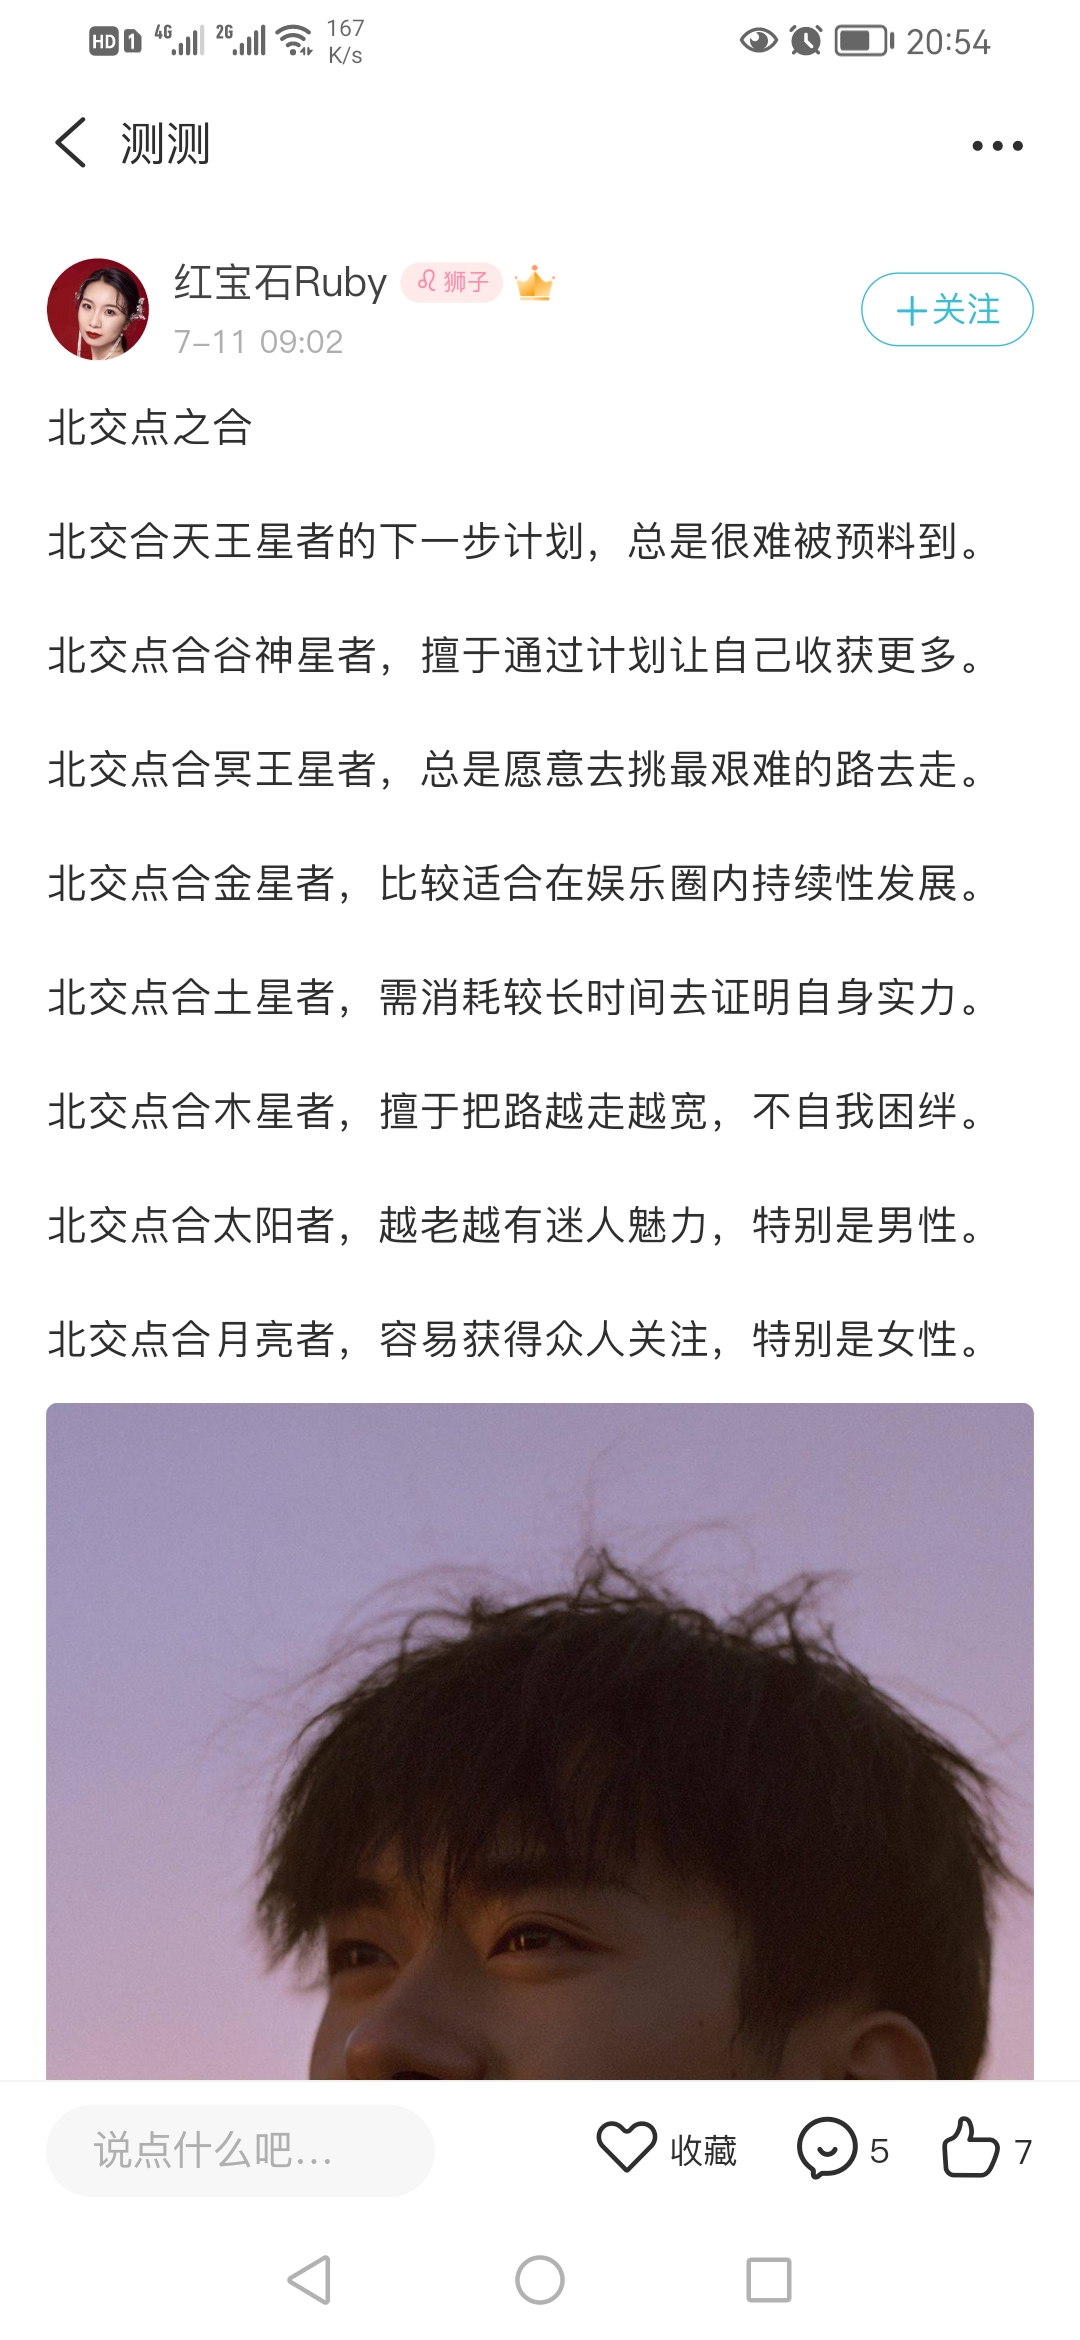 HD 1 4G 2G 167 K/s 20:54
测测
红宝石Ruby 狮子
7-11 09:02
+关注
北交点之合
北交合天王星者的下一步计划，总是很难被预料到。
北交点合谷神星者，擅于通过计划让自己收获更多。
北交点合冥王星者，总是愿意去挑最艰难的路去走。
北交点合金星者，比较适合在娱乐圈内持续性发展。
北交点合土星者，需消耗较长时间去证明自身实力。
北交点合木星者，擅于把路越走越宽，不自我困绊。
北交点合太阳者，越老越有迷人魅力，特别是男性。
北交点合月亮者，容易获得众人关注，特别是女性。
说点什么吧... 收藏 5 7